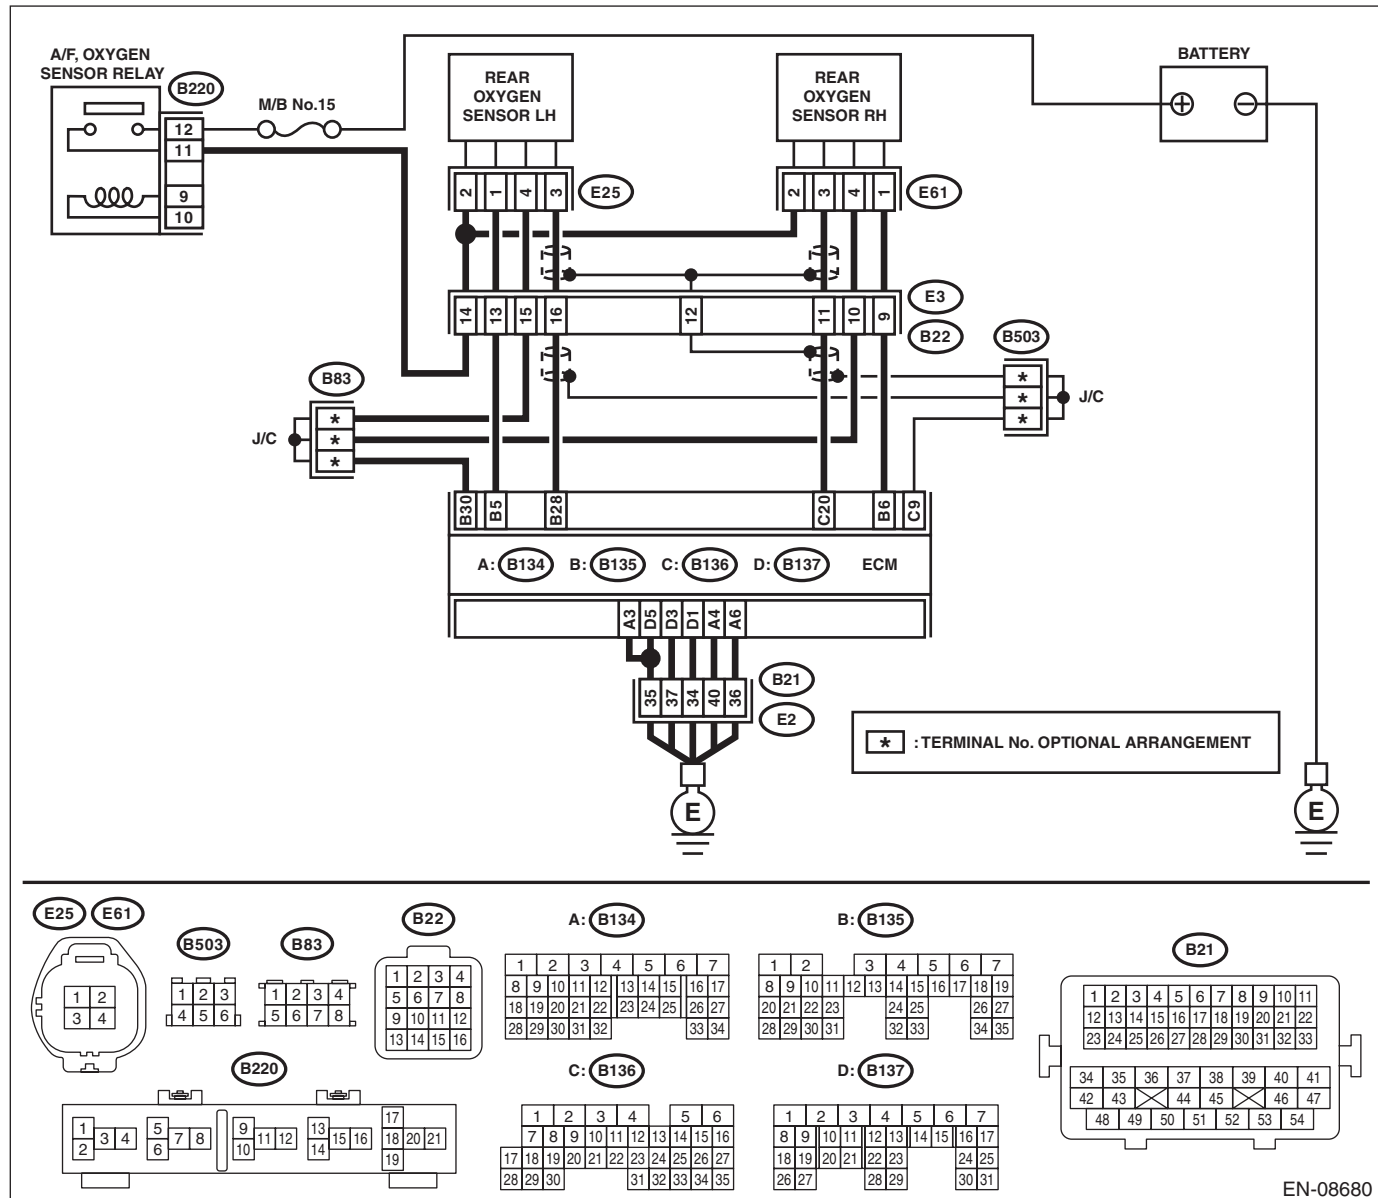 A/F, OXYGEN
SENSOR RELAY
B220
M/B No.15
REAR
OXYGEN
SENSOR LH
REAR
OXYGEN
SENSOR RH
BATTERY
12
11
9
10
2 1 4 3
E25
2 3 4 1
E61
14 13 15 16 12 11 10 9
E3
B22
B503
B83
*
*
*
J/C
*
*
*
J/C
B30 B5 B28 C20 B6 C9
A: B134 B: B135 C: B136 D: B137 ECM
A3 D5 D3 D1 A4 A6
35 37 34 40 36
B21
E2
* : TERMINAL No. OPTIONAL ARRANGEMENT
E
E
E25 E61
1 2
3 4
B503
1 2 3
4 5 6
B83
1 2 3 4
5 6 7 8
B22
1 2 3 4
5 6 7 8
9 10 11 12
13 14 15 16
A: B134
1 2 3 4 5 6 7
8 9 10 11 12 13 14 15 16 17
18 19 20 21 22 23 24 25 26 27
28 29 30 31 32 33 34
B: B135
1 2 3 4 5 6 7
8 9 10 11 12 13 14 15 16 17 18 19
20 21 22 23 24 25 26 27
28 29 30 31 32 33 34 35
B21
1 2 3 4 5 6 7 8 9 10 11
12 13 14 15 16 17 18 19 20 21 22
23 24 25 26 27 28 29 30 31 32 33
34 35 36 37 38 39 40 41
42 43 44 45 46 47
48 49 50 51 52 53 54
B220
1 2 3 4
5 6 7 8
9 10 11 12
13 14 15 16
17 18 19 20 21
C: B136
1 2 3 4 5 6
7 8 9 10 11 12 13 14 15 16
17 18 19 20 21 22 23 24 25 26 27
28 29 30 31 32 33 34 35
D: B137
1 2 3 4 5 6 7
8 9 10 11 12 13 14 15 16 17
18 19 20 21 22 23 24 25
26 27 28 29 30 31
EN-08680